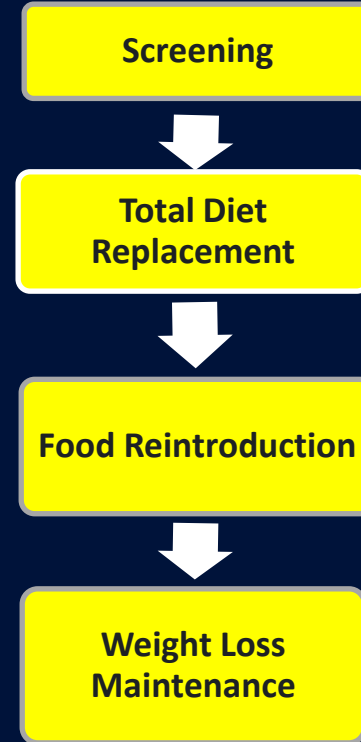 Screening
Total Diet
Replacement
Food Reintroduction
Weight Loss
Maintenance